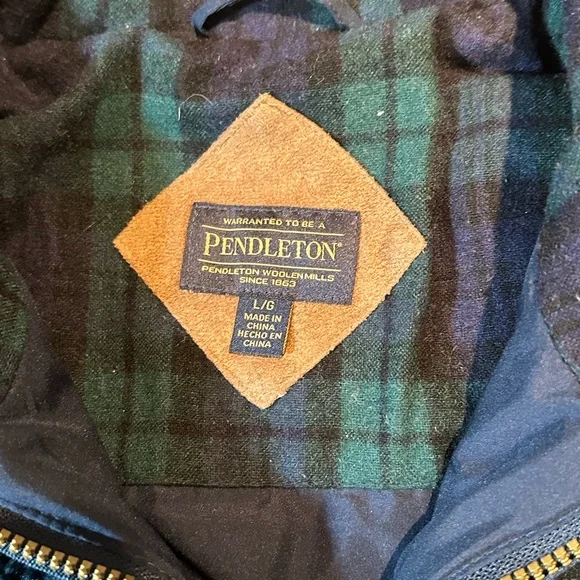 WARRANTED TO BE A
PENDLETON®
PENDLETON WOOLEN MILLS
SINCE 1863
L/G
MADE IN
CHINA
HECHO EN
CHINA